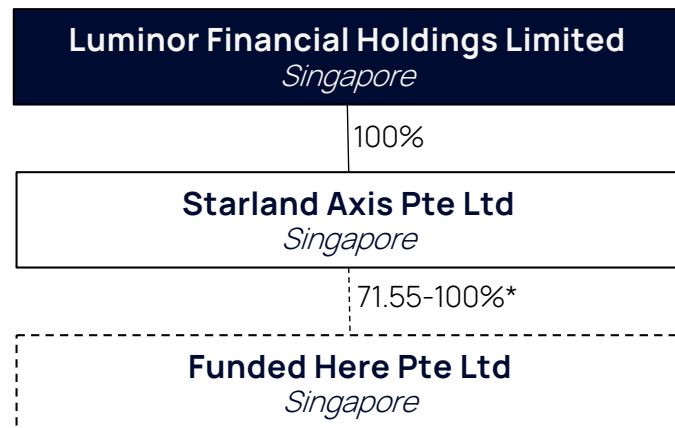 Luminor Financial Holdings Limited
Singapore
100%
Starland Axis Pte Ltd
Singapore
71.55-100%*
Funded Here Pte Ltd
Singapore